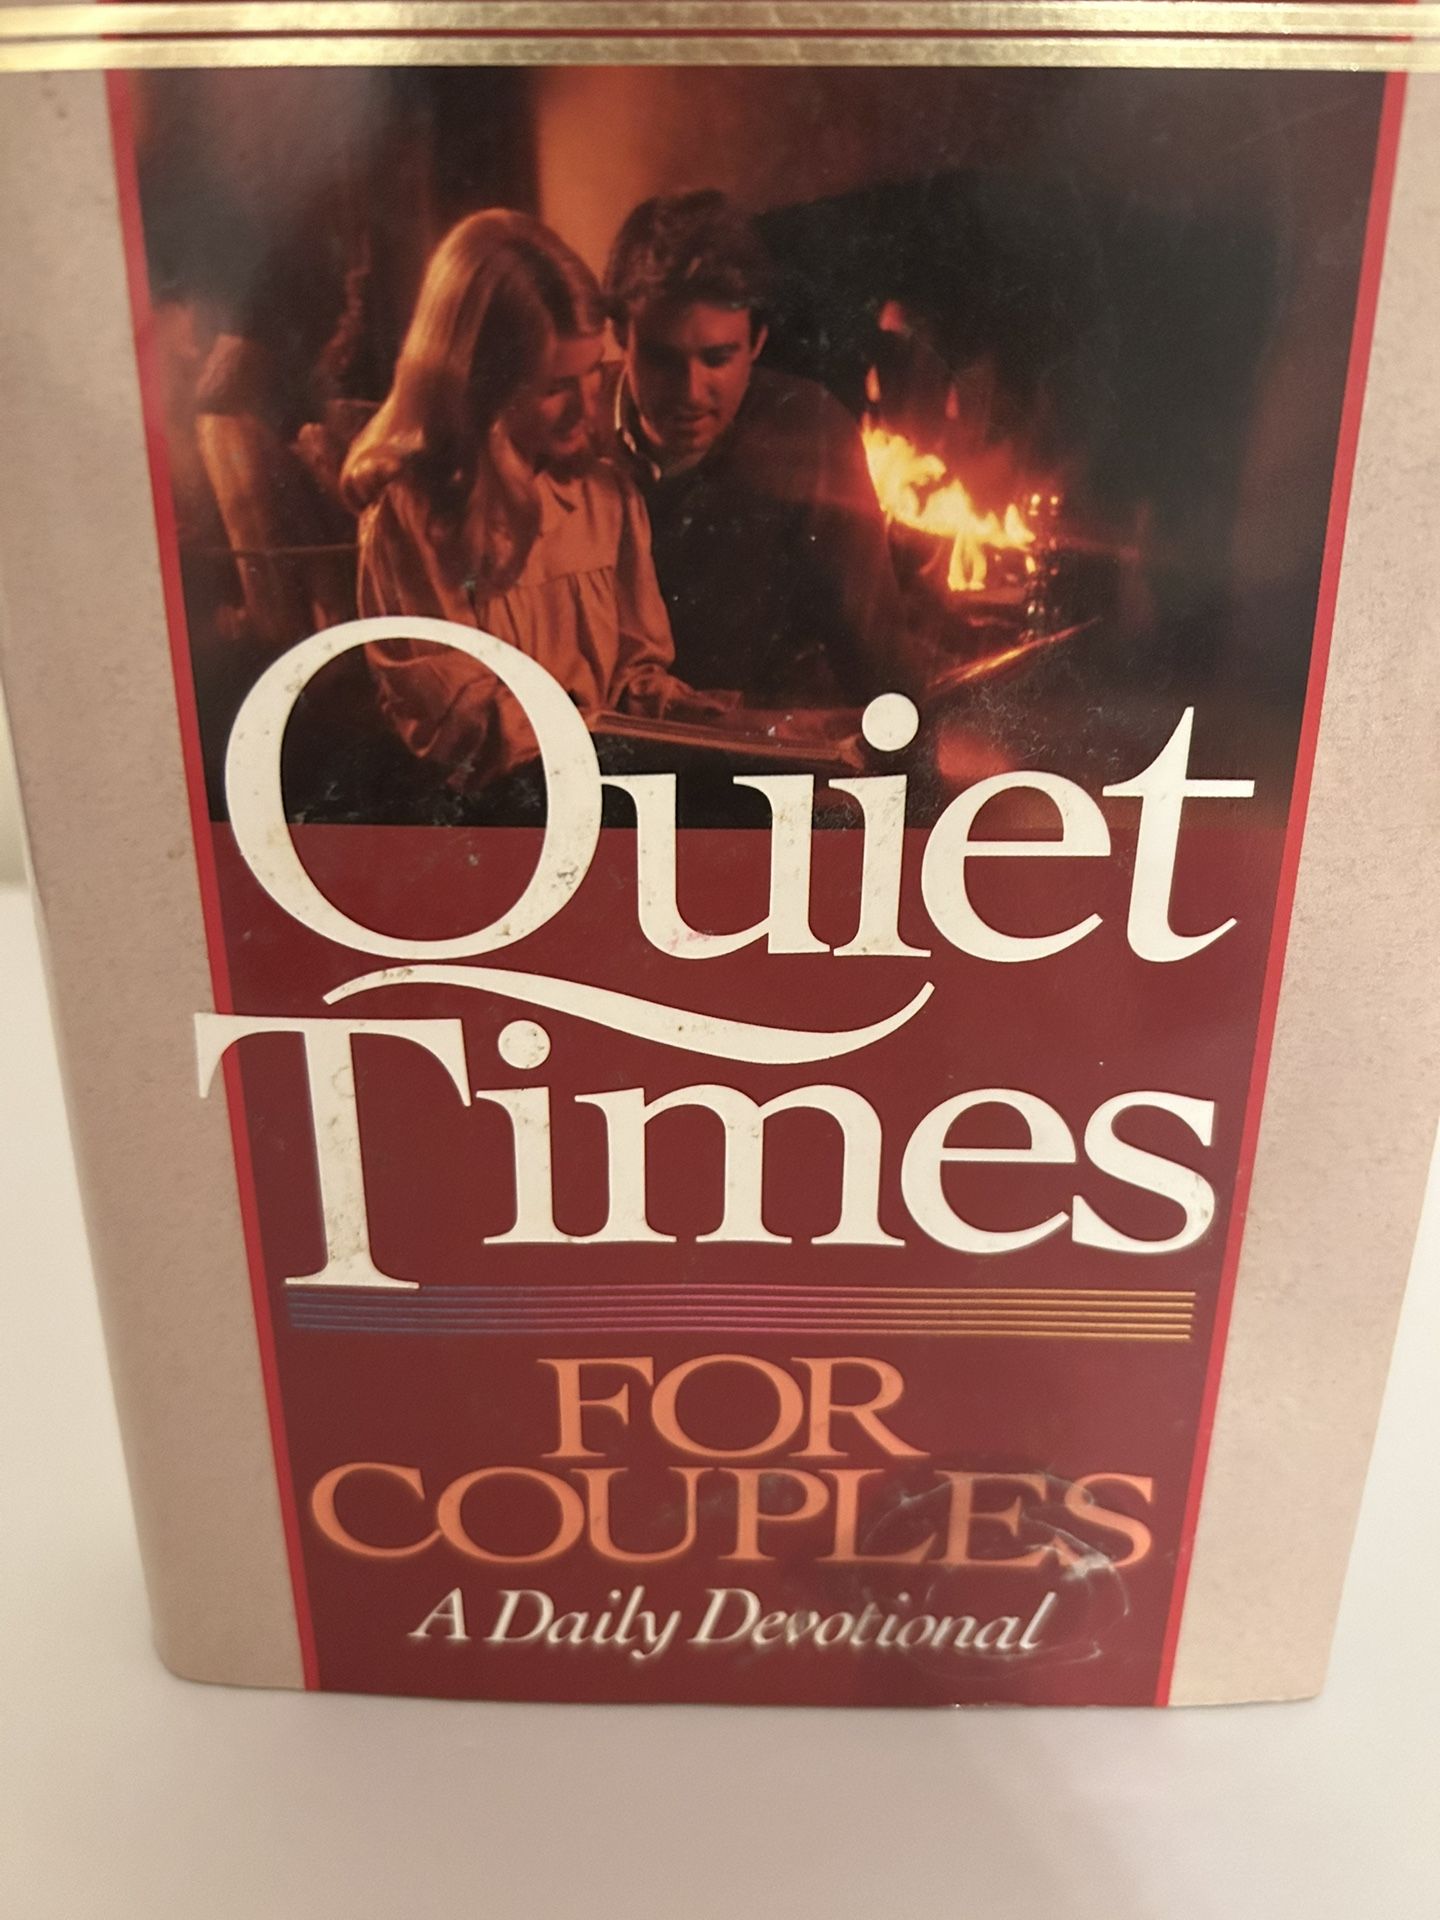 Quiet
Times
FOR
COUPLES
A Daily Devotional